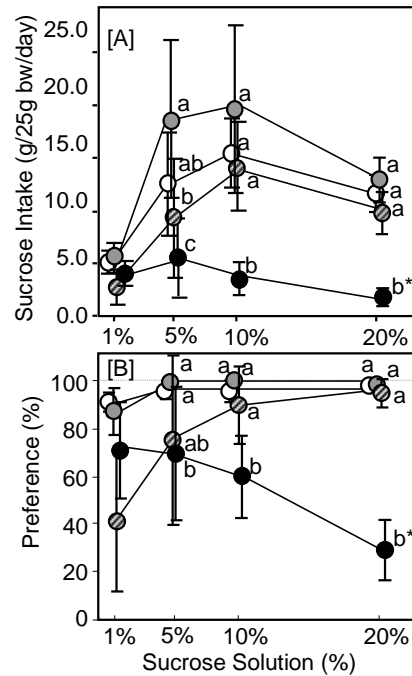 [A]
Sucrose Intake (g/25g bw/day)
25.0
20.0
15.0
10.0
5.0
0.0
a
a
a
ab
a
a
b
a
a
c
b
b*
1%
5%
10%
20%
[B]
Preference (%)
100
80
60
40
20
0
a
a
a
a
a
a
a
ab
a
a
b
b
b*
1%
5%
10%
20%
Sucrose Solution (%)